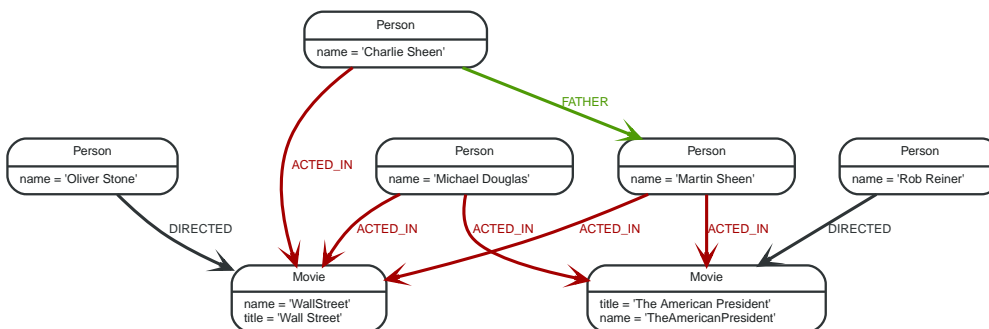 Person
name = 'Charlie Sheen'
FATHER
Person
name = 'Oliver Stone'
Person
name = 'Michael Douglas'
Person
name = 'Martin Sheen'
Person
name = 'Rob Reiner'
ACTED_IN
DIRECTED
ACTED_IN
ACTED_IN
ACTED_IN
ACTED_IN
DIRECTED
Movie
name = 'WallStreet'
title = 'Wall Street'
Movie
title = 'The American President'
name = 'TheAmericanPresident'